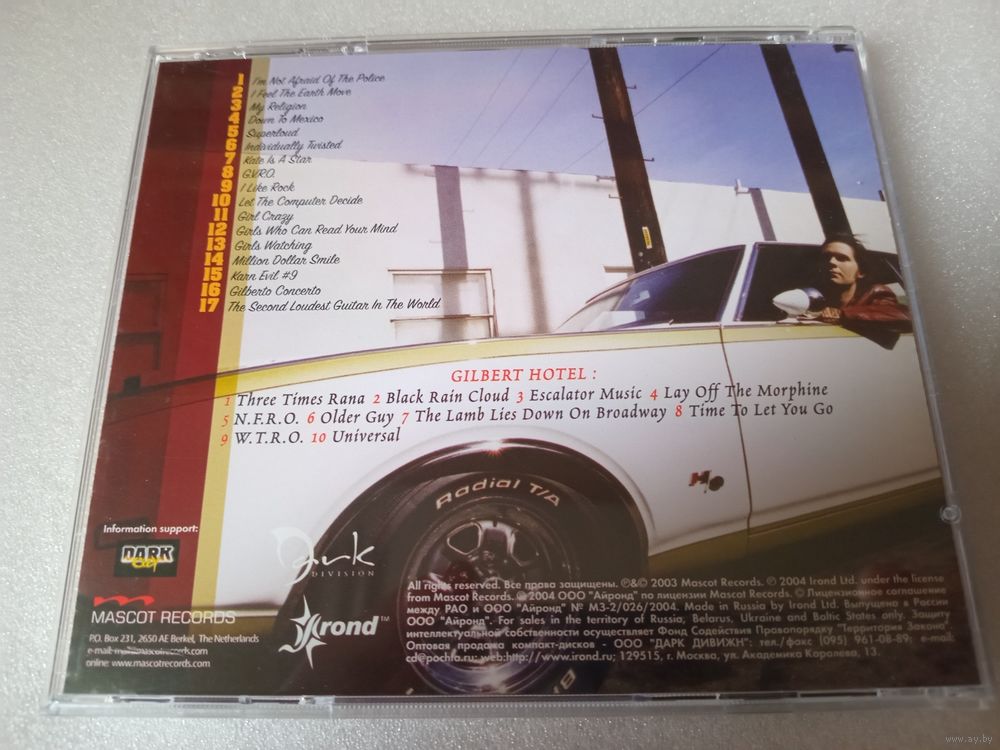 1 I'm Not Afraid Of The Police
2 I Feel The Earth Move
3 My Religion
4 Down To Mexico
5 Superloud
6 Individually Twisted
7 Kate Is A Star
8 G.V.R.O.
9 I Like Rock
10 Let The Computer Decide
11 Girl Crazy
12 Girls Who Can Read Your Mind
13 Girls Watching
14 Million Dollar Smile
15 Karn Evil #9
16 Gilberto Concerto
17 The Second Loudest Guitar In The World
GILBERT HOTEL :
1 Three Times Rana 2 Black Rain Cloud 3 Escalator Music 4 Lay Off The Morphine
5 N.F.R.O. 6 Older Guy 7 The Lamb Lies Down On Broadway 8 Time To Let You Go
9 W.T.R.O. 10 Universal
Radial T/A
H/O
Information support:
DARK City
Dark
DIVISION
MASCOT RECORDS
P.O. Box 231, 2650 AE Berkel, The Netherlands
e-mail: mail@mascotrecords.com
online: www.mascotrecords.com
Irond™
All rights reserved. Все права защищены. ℗&© 2003 Mascot Records. ℗ 2004 Irond Ltd. under the license
from Mascot Records. © 2004 ООО "Айронд" по лицензии Mascot Records. © Лицензионное соглашение
между РАО и ООО "Айронд" № МЗ-2/026/2004. Made in Russia by Irond Ltd. Выпущено в России
ООО "Айронд". For sales in the territory of Russia, Belarus, Ukraine and Baltic States only. Защиту
интеллектуальной собственности осуществляет Фонд Содействия Правопорядку "Территория Закона".
Оптовая продажа компакт-дисков - ООО "ДАРК ДИВИЖН": тел./факс (095) 961-08-89; e-mail:
cd@pochta.ru; web:http://www.irond.ru; 129515, г. Москва, ул. Академика Королева, 13.
www.ay.by